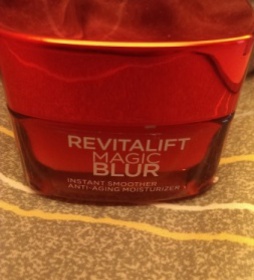 REVITALIFT
MAGIC
BLUR
INSTANT SMOOTHER
ANTI-AGING MOISTURIZER